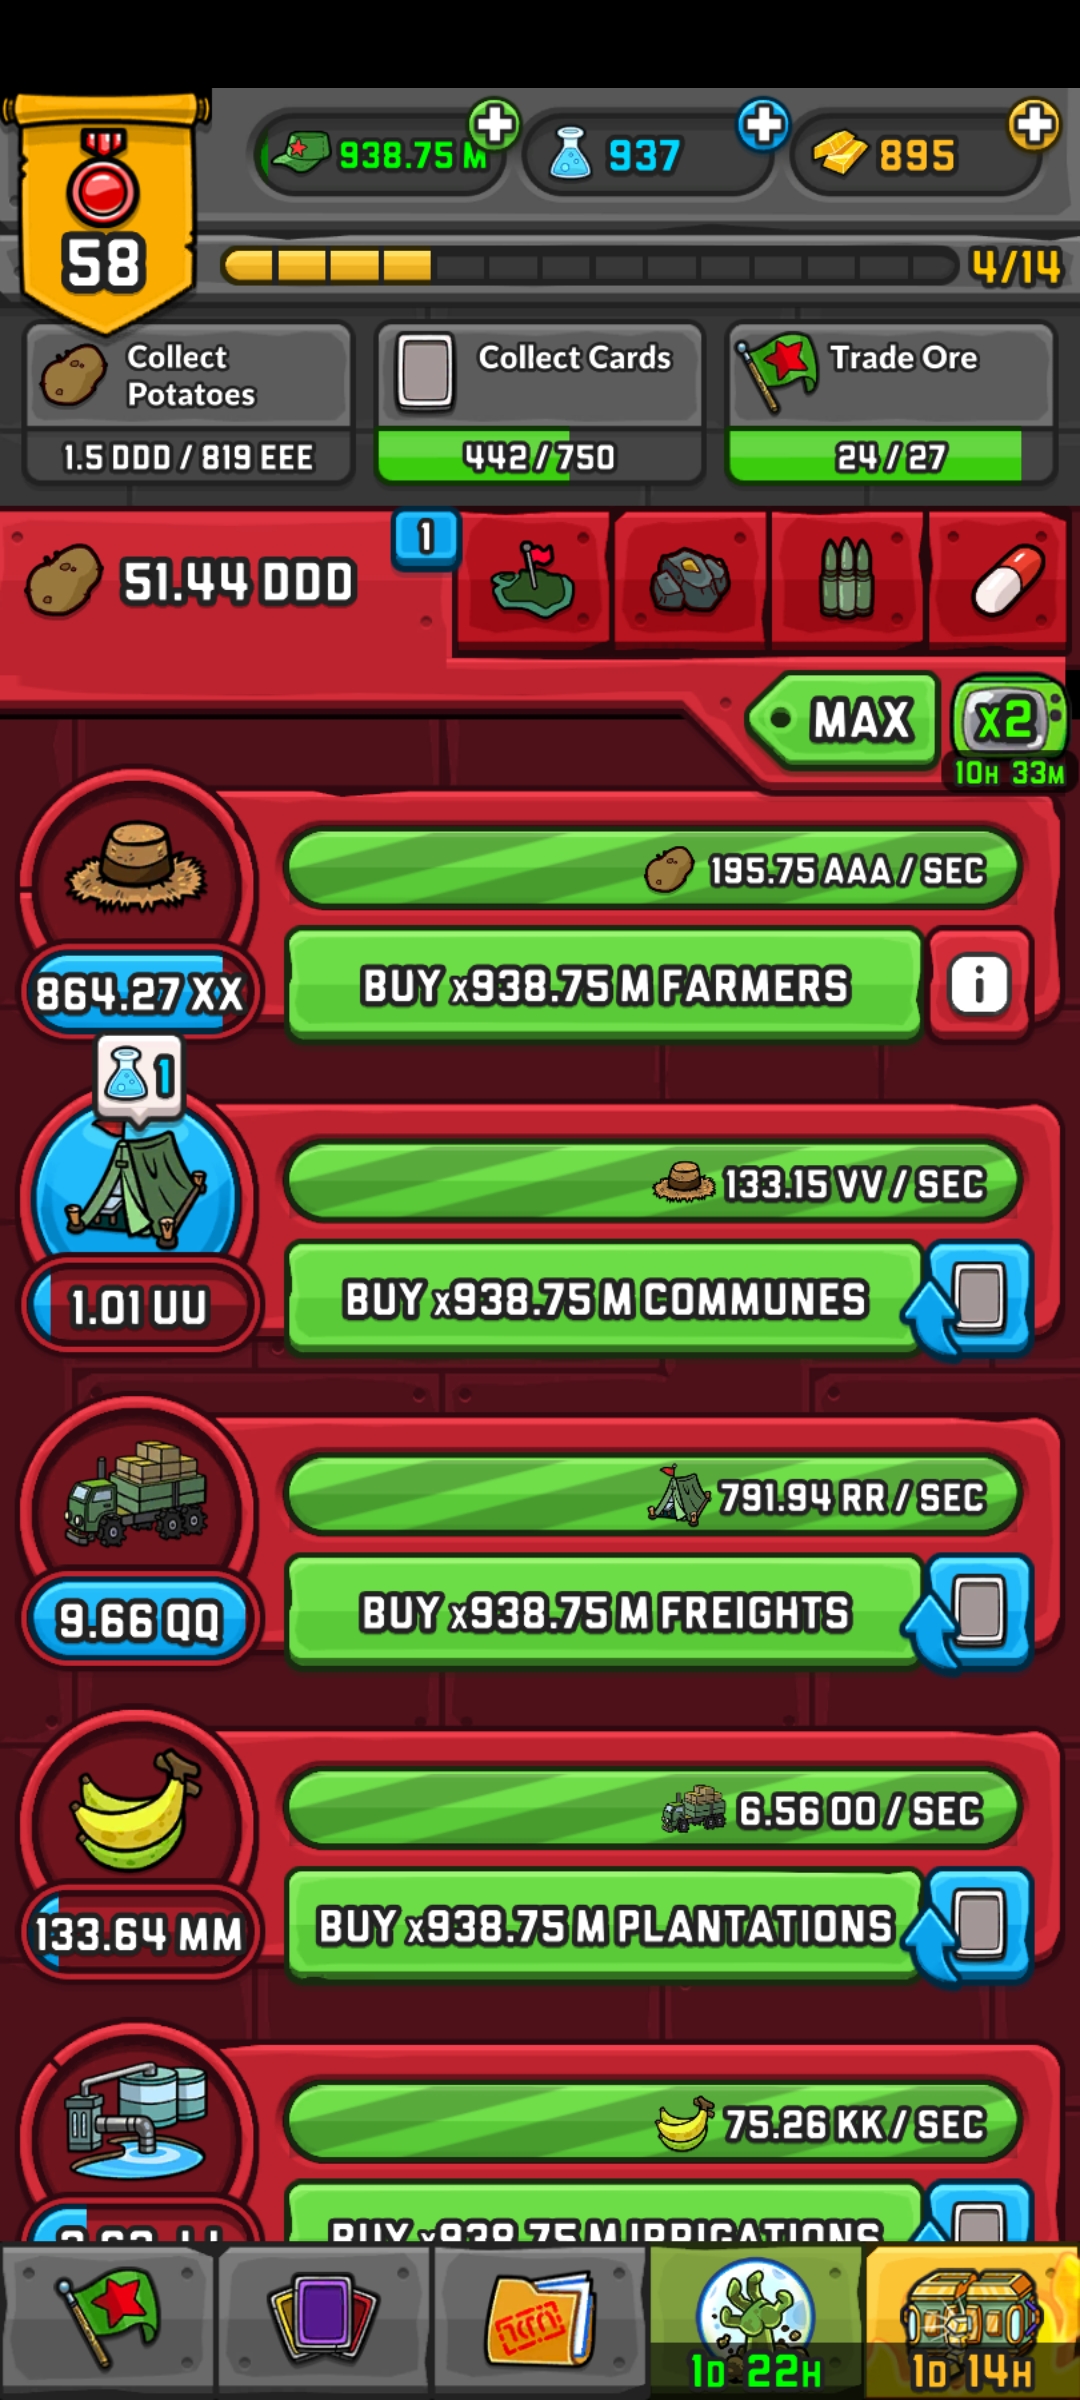 938.75 M
937
895
58
4/14
Collect
Potatoes
Collect Cards
Trade Ore
1.5 DDD / 819 EEE
442/750
24/27
51.44 DDD
1
MAX
x2
10H 33M
195.75 AAA / SEC
864.27 XX
BUY x938.75 M FARMERS
i
1
133.15 VV / SEC
1.01 UU
BUY x938.75 M COMMUNES
791.94 RR / SEC
9.66 QQ
BUY x938.75 M FREIGHTS
6.56 OO / SEC
133.64 MM
BUY x938.75 M PLANTATIONS
75.26 KK / SEC
BUY x938.75 M IRRIGATIONS
1D 22H
1D 14H